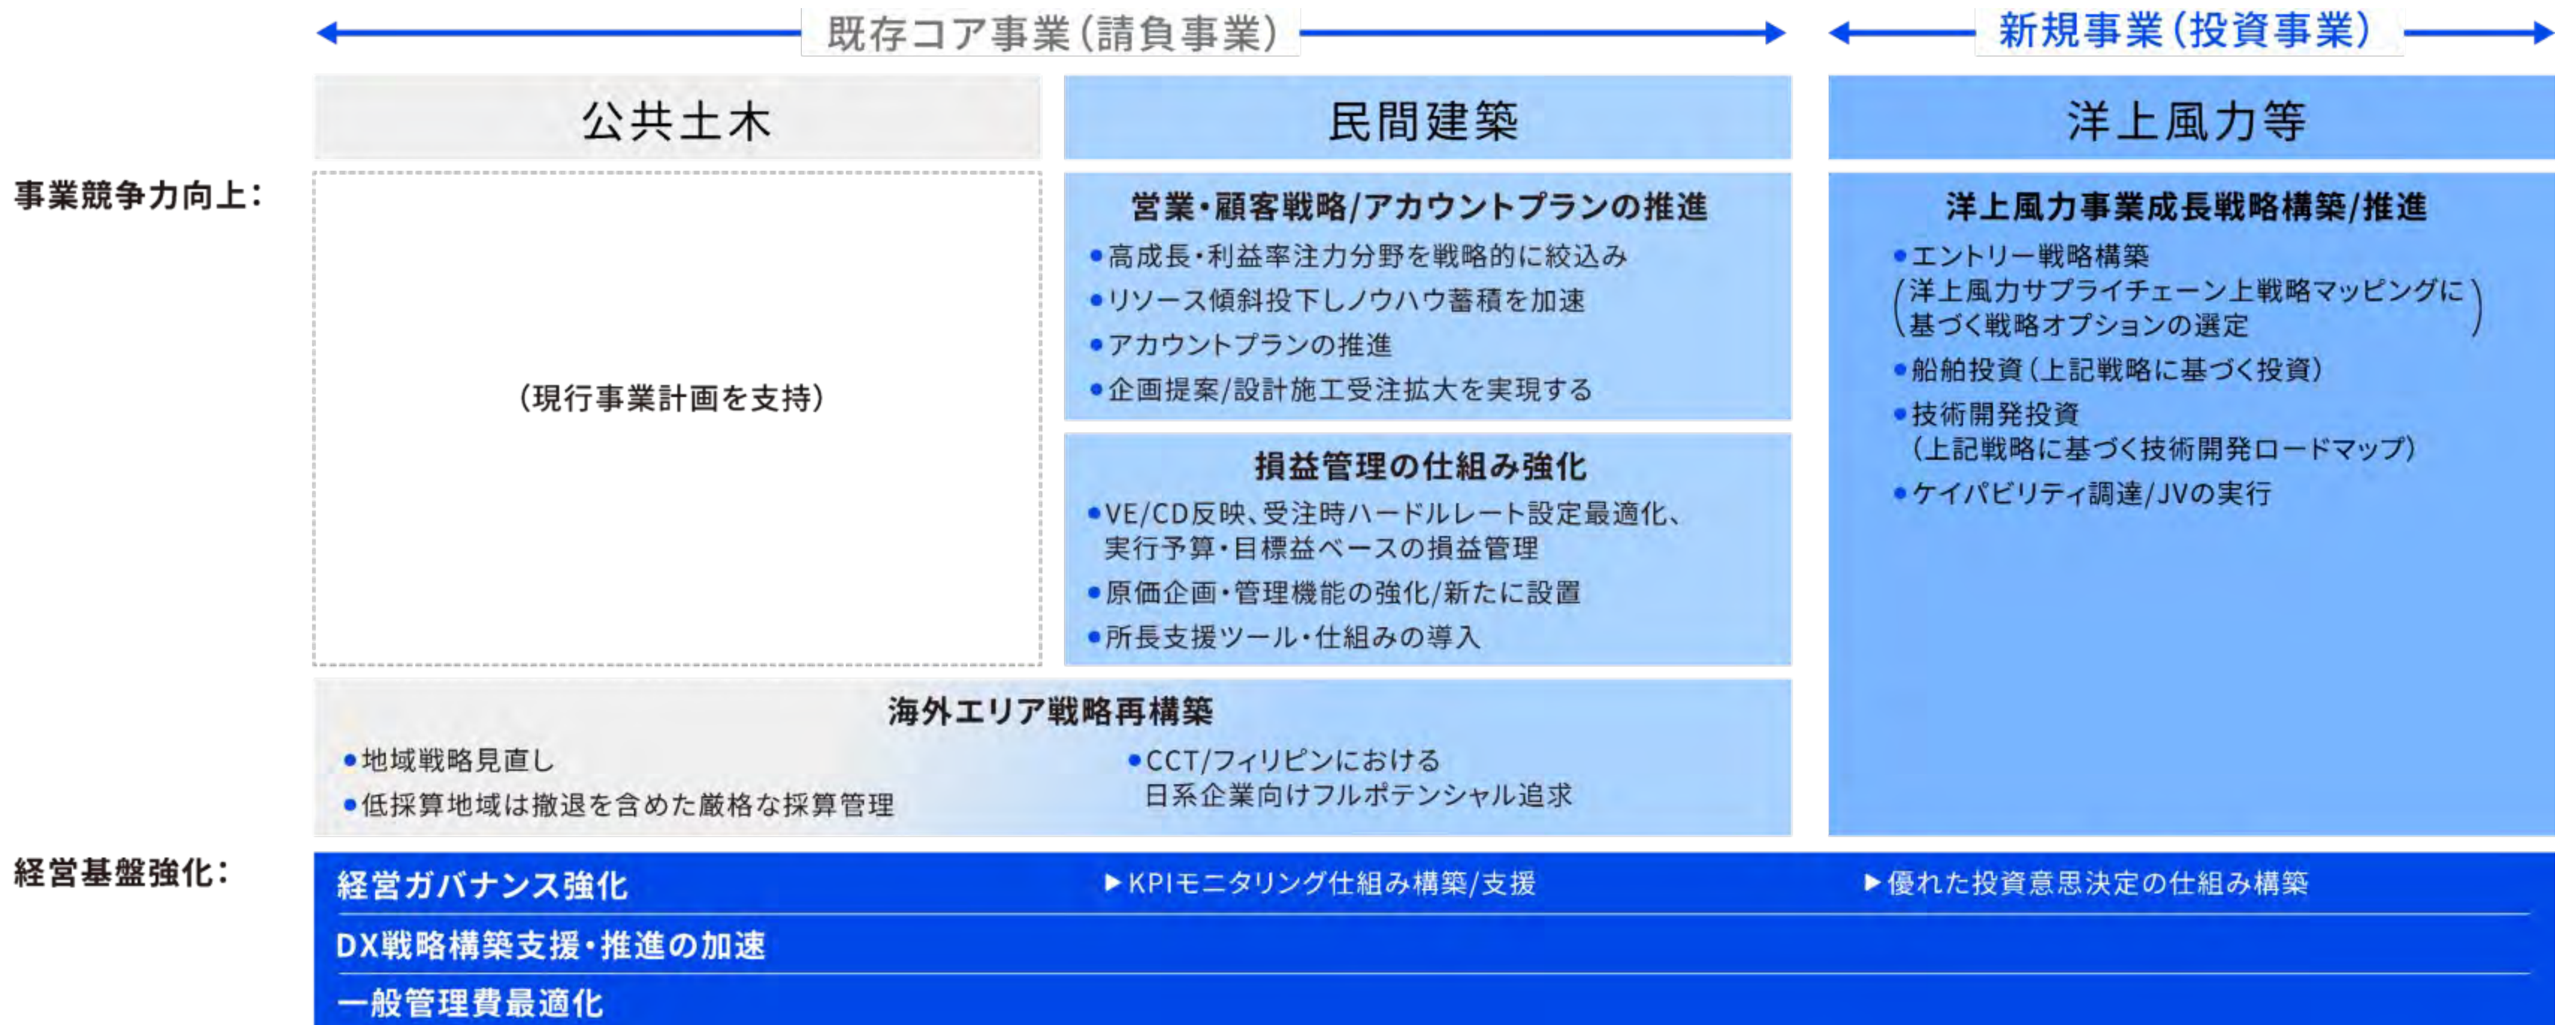 既存コア事業（請負事業）
新規事業（投資事業）
公共土木
民間建築
洋上風力等
事業競争力向上：
（現行事業計画を支持）
営業・顧客戦略/アカウントプランの推進
●高成長・利益率注力分野を戦略的に絞込み
●リソース傾斜投下しノウハウ蓄積を加速
●アカウントプランの推進
●企画提案/設計施工受注拡大を実現する
損益管理の仕組み強化
●VE/CD反映、受注時ハードルレート設定最適化、
実行予算・目標益ベースの損益管理
●原価企画・管理機能の強化/新たに設置
●所長支援ツール・仕組みの導入
洋上風力事業成長戦略構築/推進
●エントリー戦略構築
（洋上風力サプライチェーン上戦略マッピングに
基づく戦略オプションの選定）
●船舶投資（上記戦略に基づく投資）
●技術開発投資
（上記戦略に基づく技術開発ロードマップ）
●ケイパビリティ調達/JVの実行
海外エリア戦略再構築
●地域戦略見直し
●低採算地域は撤退を含めた厳格な採算管理
●CCT/フィリピンにおける
日系企業向けフルポテンシャル追求
経営基盤強化：
経営ガバナンス強化
▶KPIモニタリング仕組み構築/支援
▶優れた投資意思決定の仕組み構築
DX戦略構築支援・推進の加速
一般管理費最適化